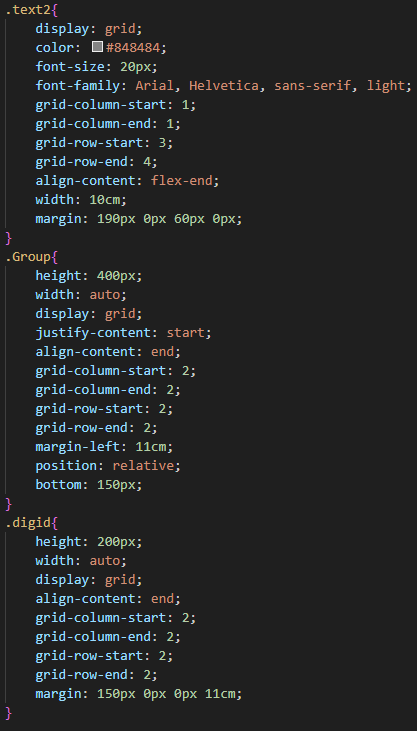 .text2{
display: grid;
color: #848484;
font-size: 20px;
font-family: Arial, Helvetica, sans-serif, light;
grid-column-start: 1;
grid-column-end: 1;
grid-row-start: 3;
grid-row-end: 4;
align-content: flex-end;
width: 10cm;
margin: 190px 0px 60px 0px;
}
.Group{
height: 400px;
width: auto;
display: grid;
justify-content: start;
align-content: end;
grid-column-start: 2;
grid-column-end: 2;
grid-row-start: 2;
grid-row-end: 2;
margin-left: 11cm;
position: relative;
bottom: 150px;
}
.digid{
height: 200px;
width: auto;
display: grid;
align-content: end;
grid-column-start: 2;
grid-column-end: 2;
grid-row-start: 2;
grid-row-end: 2;
margin: 150px 0px 0px 11cm;
}